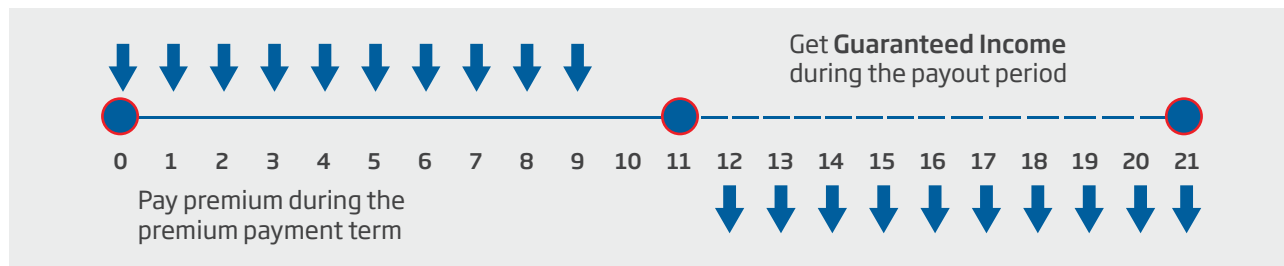 Get Guaranteed Income
during the payout period
0 1 2 3 4 5 6 7 8 9 10 11 12 13 14 15 16 17 18 19 20 21
Pay premium during the
premium payment term